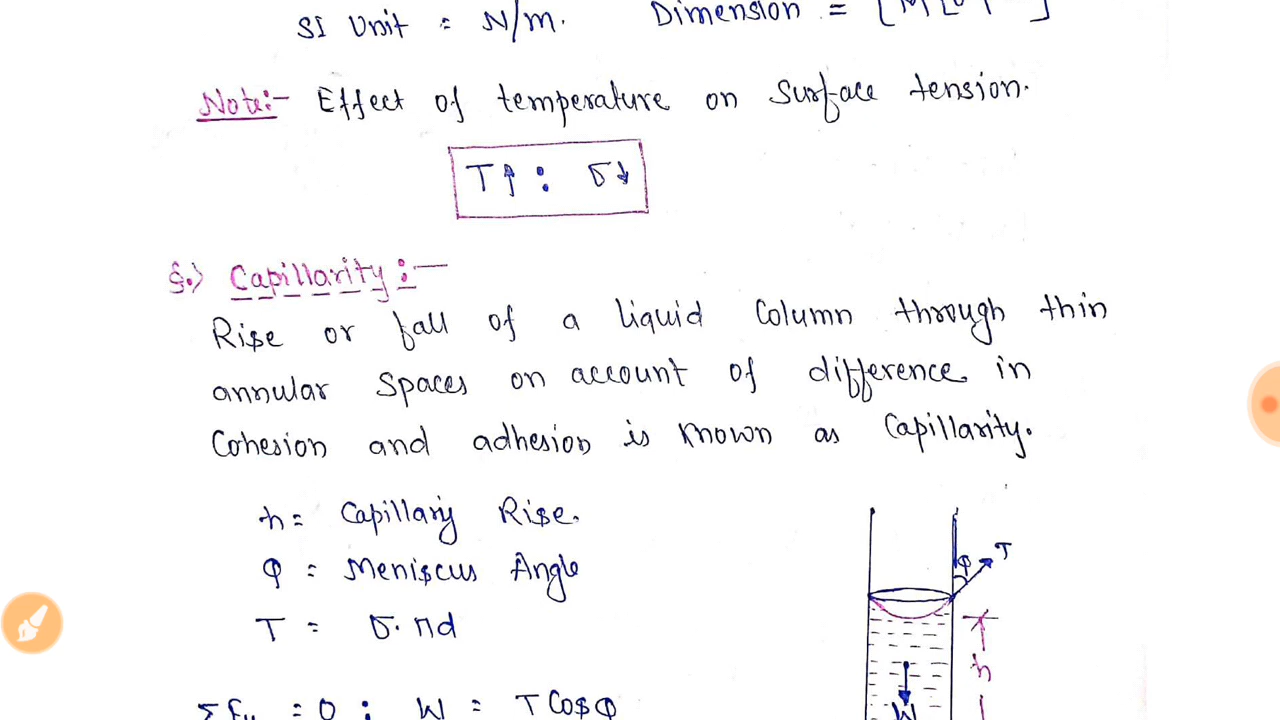 SI Unit = N/m. Dimension =
Note:- Effect of temperature on Surface tension.
T↑ : σ↓
§.) Capillarity :-
Rise or fall of a liquid Column through thin
annular Spaces on account of difference in
Cohesion and adhesion is known as Capillarity.
h = Capillary Rise.
φ = Meniscus Angle
T = σ. πd
φ T
h
W
= 0 ; W = T Cosφ